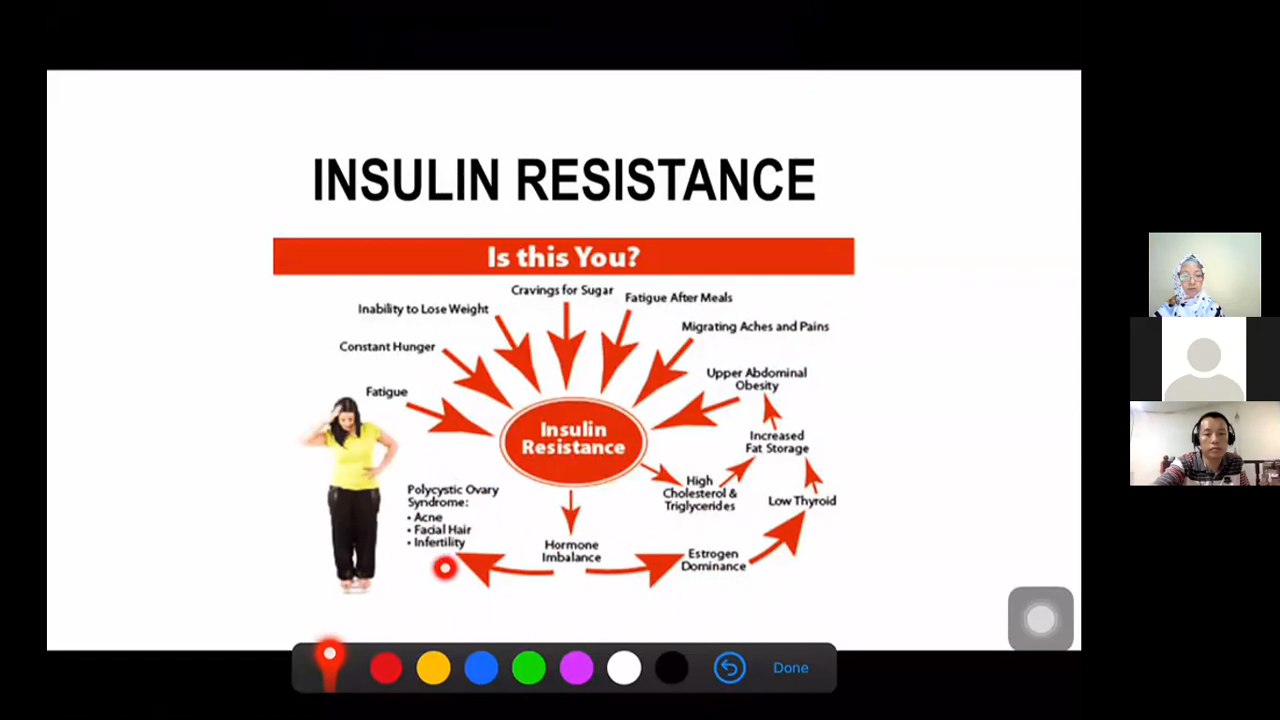 INSULIN RESISTANCE
Is this You?
Cravings for Sugar
Fatigue After Meals
Inability to Lose Weight
Migrating Aches and Pains
Constant Hunger
Upper Abdominal
Obesity
Fatigue
Insulin
Resistance
Increased
Fat Storage
High
Cholesterol &
Triglycerides
Low Thyroid
Polycystic Ovary
Syndrome:
• Acne
• Facial Hair
• Infertility
Hormone
Imbalance
Estrogen
Dominance
Done